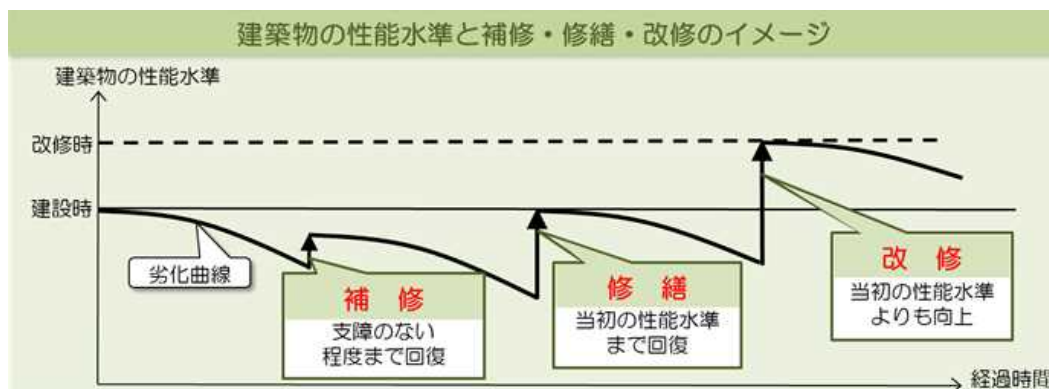 建築物の性能水準と補修・修繕・改修のイメージ
建築物の性能水準
改修時
建設時
劣化曲線
補 修
支障のない
程度まで回復
修 繕
当初の性能水準
まで回復
改 修
当初の性能水準
よりも向上
経過時間